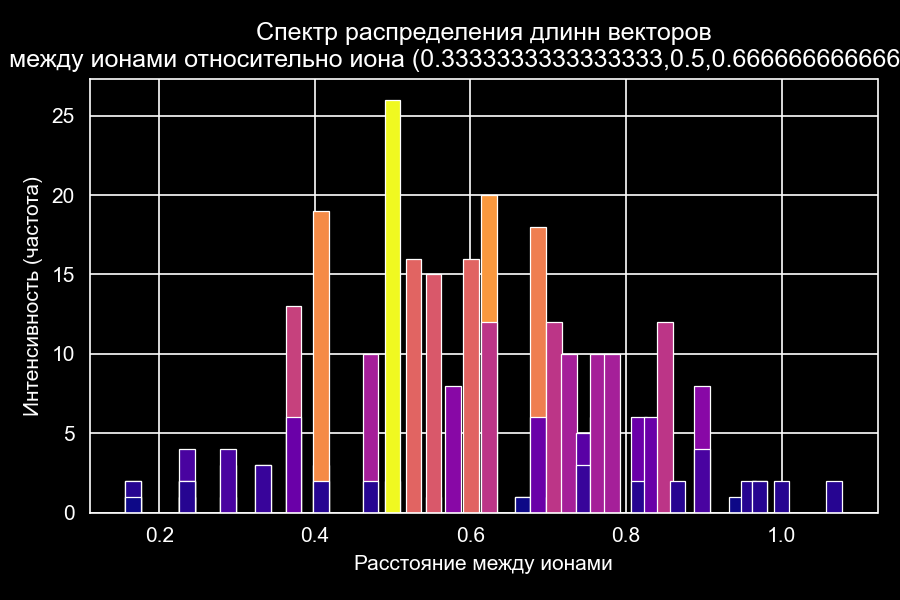 Спектр распределения длинн векторов
между ионами относительно иона (0.3333333333333333,0.5,0.666666666666
Интенсивность (частота)
25
20
15
10
5
0
0.2
0.4
0.6
0.8
1.0
Расстояние между ионами